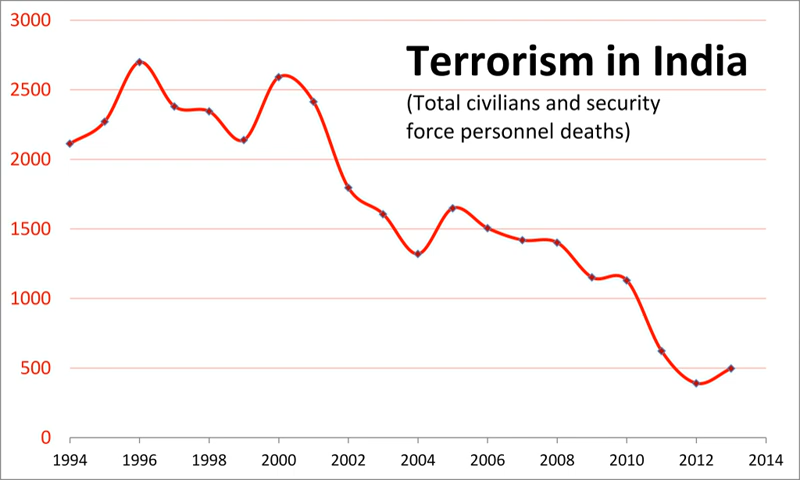 Terrorism in India
(Total civilians and security
force personnel deaths)
3000
2500
2000
1500
1000
500
0
1994 1996 1998 2000 2002 2004 2006 2008 2010 2012 2014